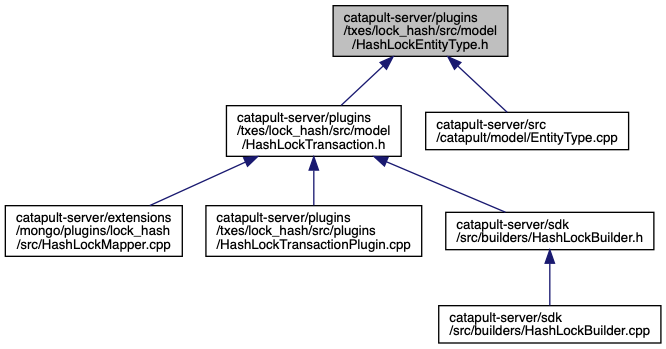 catapult-server/plugins
/txes/lock_hash/src/model
/HashLockEntityType.h
catapult-server/plugins
/txes/lock_hash/src/model
/HashLockTransaction.h
catapult-server/src
/catapult/model/EntityType.cpp
catapult-server/extensions
/mongo/plugins/lock_hash
/src/HashLockMapper.cpp
catapult-server/plugins
/txes/lock_hash/src/plugins
/HashLockTransactionPlugin.cpp
catapult-server/sdk
/src/builders/HashLockBuilder.h
catapult-server/sdk
/src/builders/HashLockBuilder.cpp